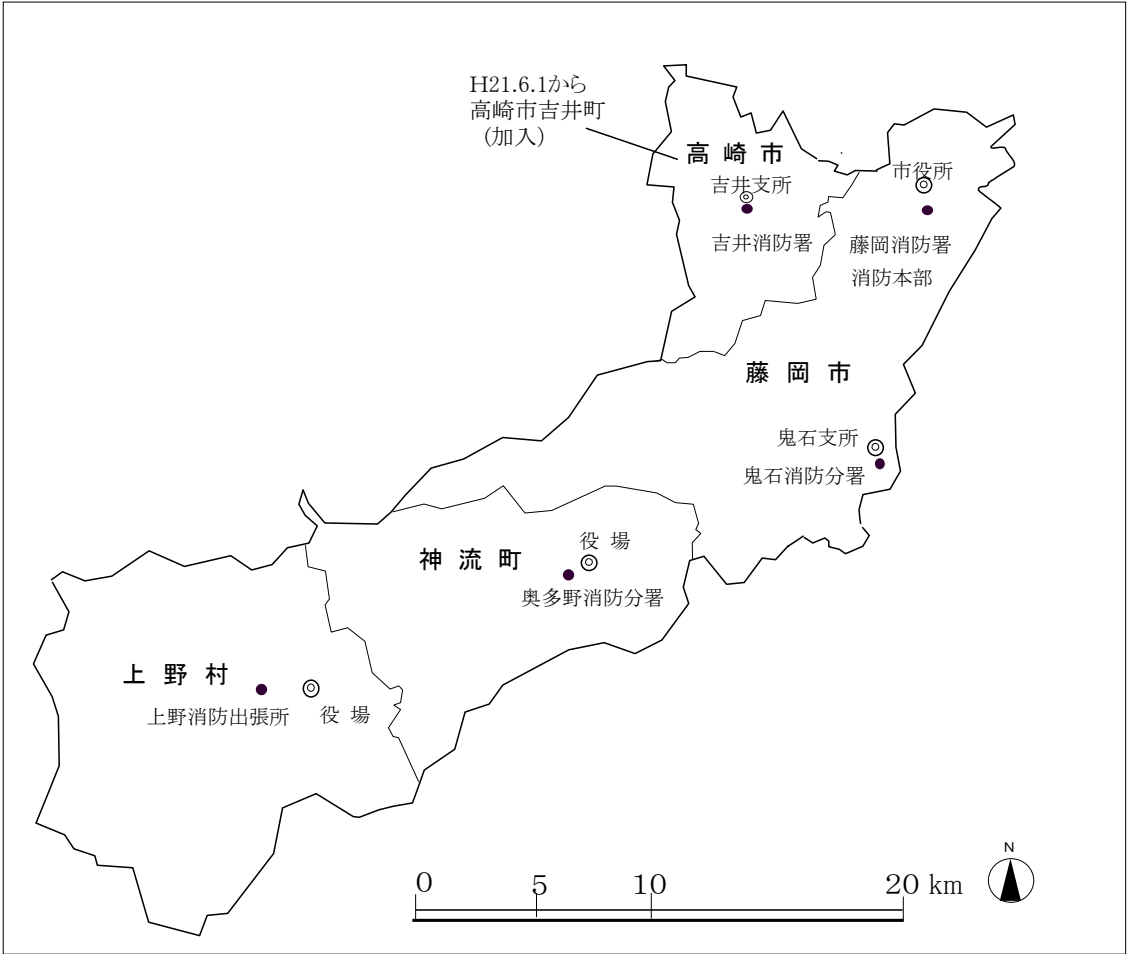 H21.6.1から
高崎市吉井町
（加入）
高 崎 市
吉井支所
吉井消防署
市役所
藤岡消防署
消防本部
藤 岡 市
鬼石支所
鬼石消防分署
神 流 町
役 場
奥多野消防分署
上 野 村
上野消防出張所
役 場
0 5 10 20 km
N